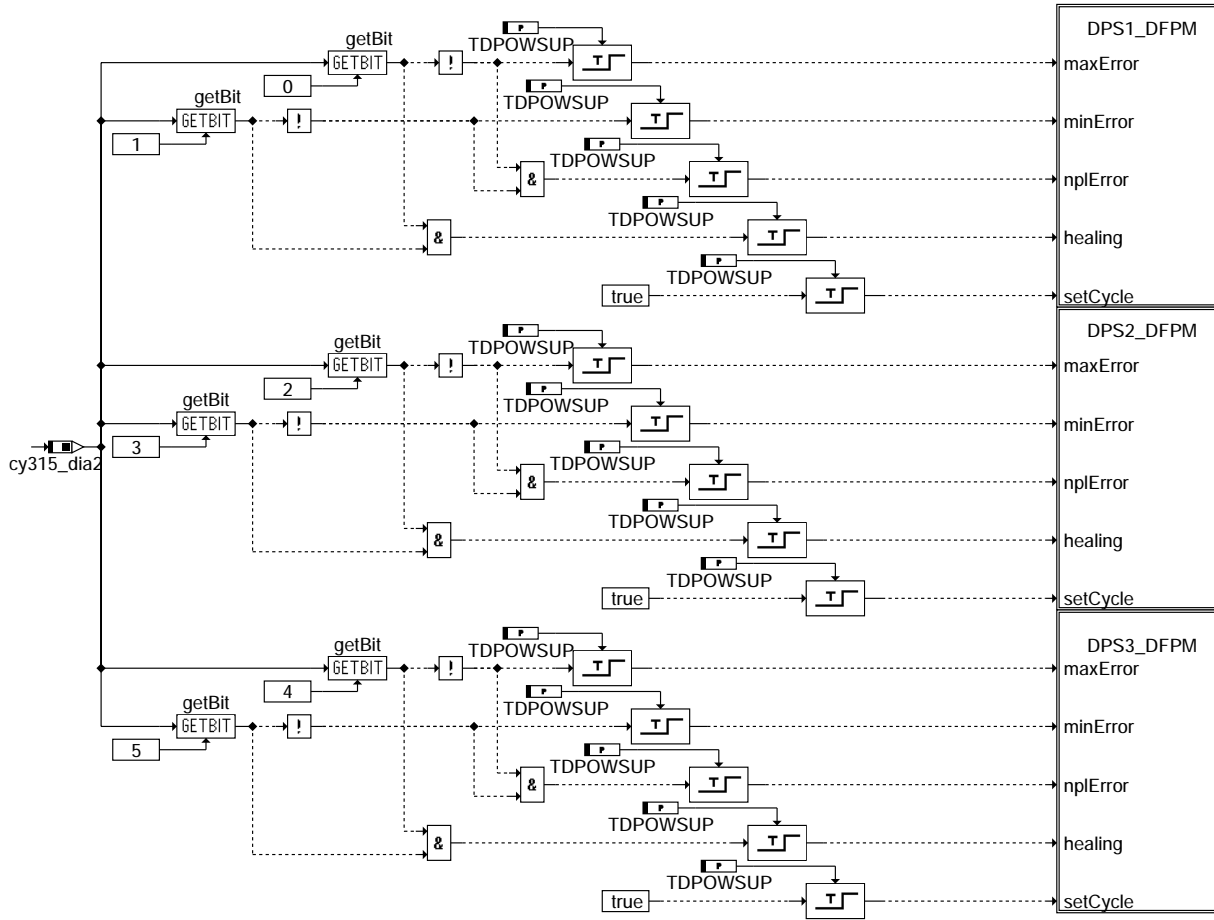 DPS1_DFPM
P
TDPOWSUP
getBit
GETBIT
!
T
maxError
0
P
TDPOWSUP
getBit
GETBIT
!
T
minError
1
P
TDPOWSUP
&
T
nplError
P
TDPOWSUP
&
T
healing
P
TDPOWSUP
true
T
setCycle
DPS2_DFPM
P
TDPOWSUP
getBit
GETBIT
!
T
maxError
2
P
TDPOWSUP
getBit
GETBIT
!
T
minError
3
cy315_dia2
P
TDPOWSUP
&
T
nplError
P
TDPOWSUP
&
T
healing
P
TDPOWSUP
true
T
setCycle
DPS3_DFPM
P
TDPOWSUP
getBit
GETBIT
!
T
maxError
4
P
TDPOWSUP
getBit
GETBIT
!
T
minError
5
P
TDPOWSUP
&
T
nplError
P
TDPOWSUP
&
T
healing
P
TDPOWSUP
true
T
setCycle